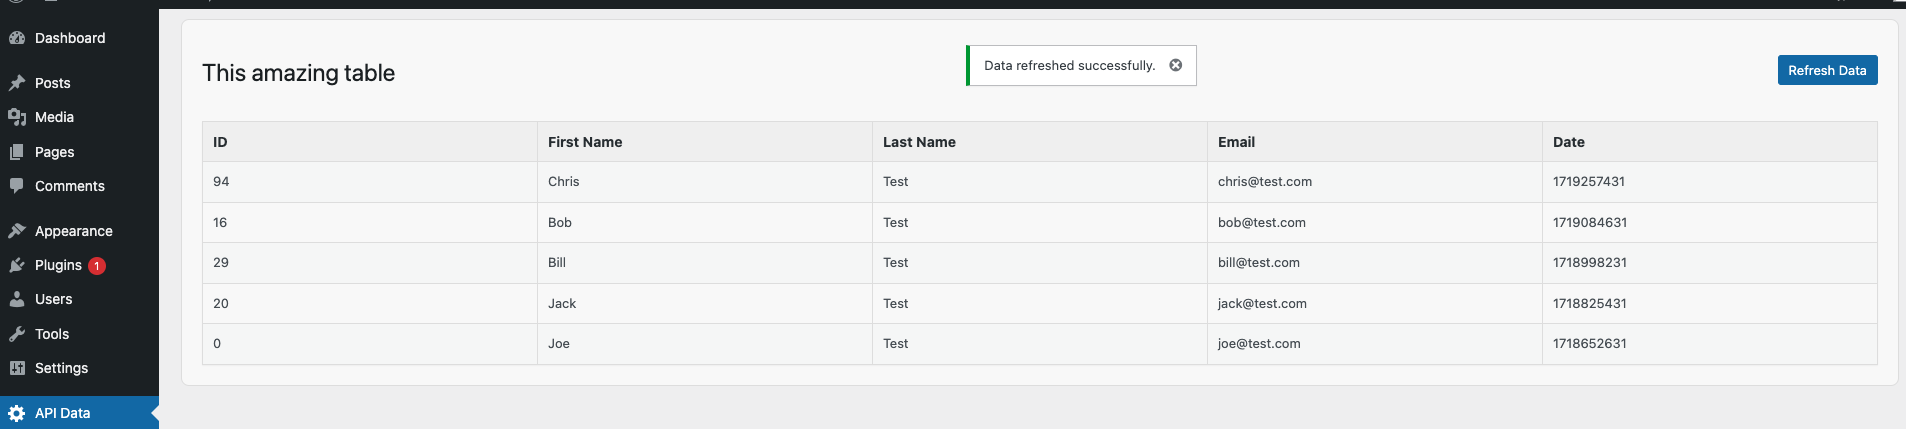 Dashboard
Posts
Media
Pages
Comments
Appearance
Plugins 1
Users
Tools
Settings
API Data
This amazing table
Data refreshed successfully.
Refresh Data
ID First Name Last Name Email Date
94 Chris Test chris@test.com 1719257431
16 Bob Test bob@test.com 1719084631
29 Bill Test bill@test.com 1718998231
20 Jack Test jack@test.com 1718825431
0 Joe Test joe@test.com 1718652631